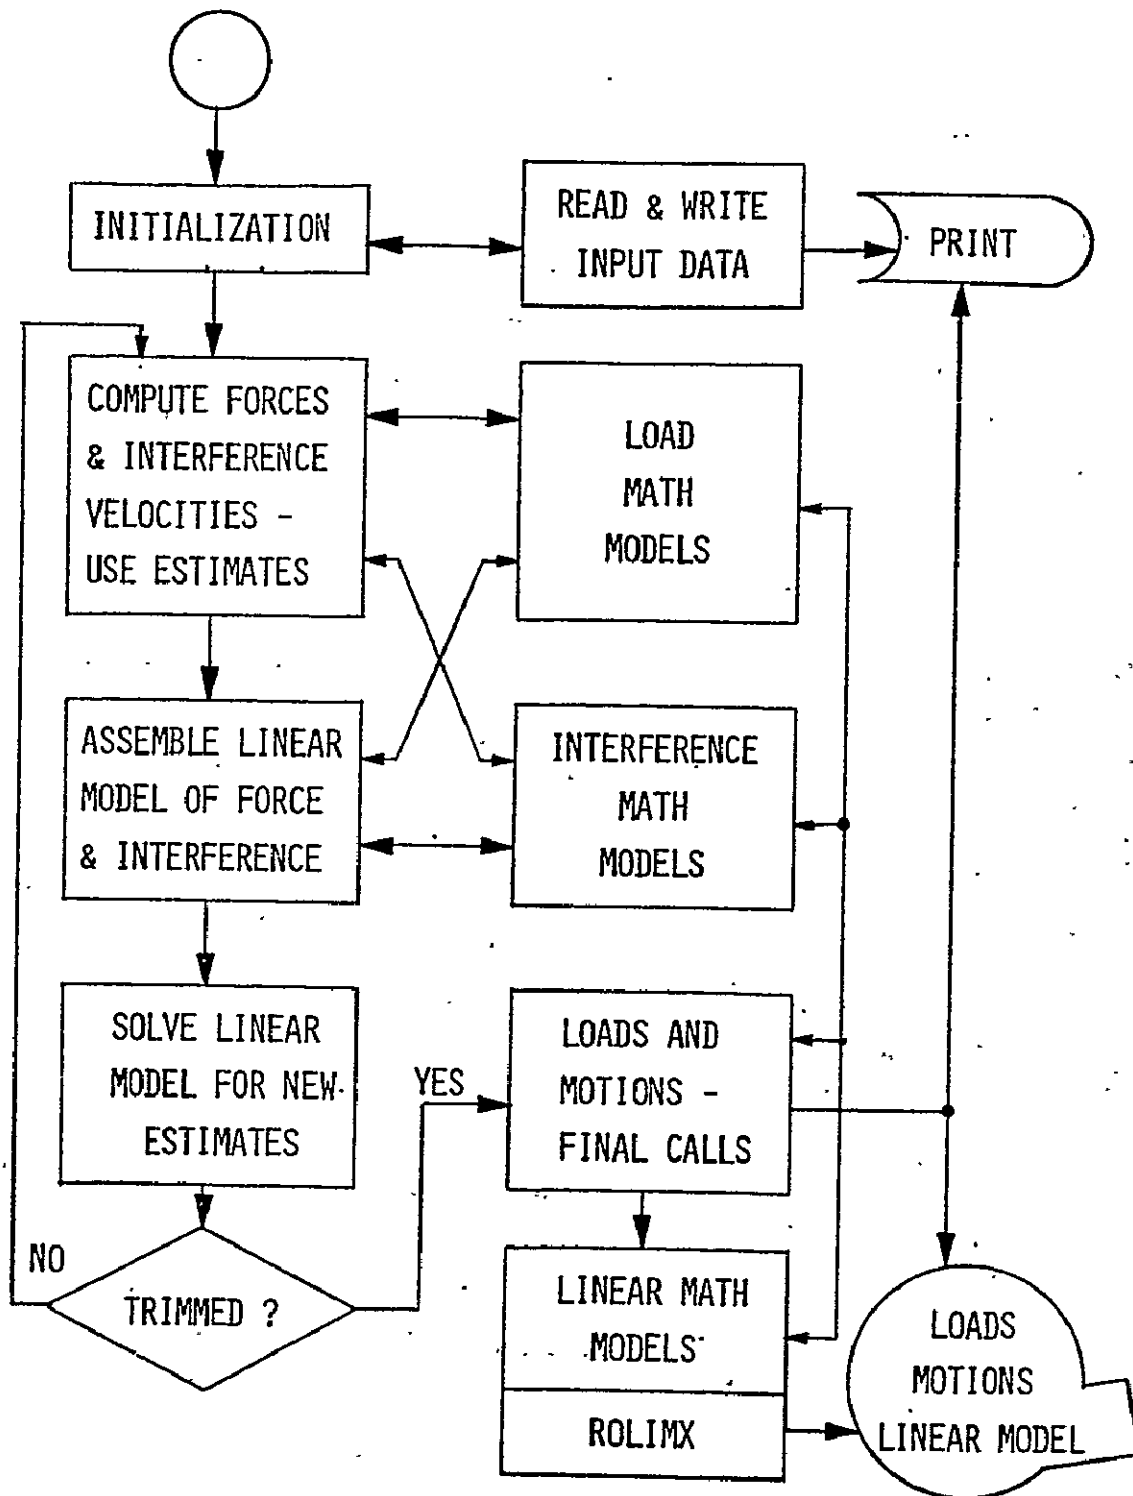 INITIALIZATION
READ & WRITE
INPUT DATA
PRINT
COMPUTE FORCES
& INTERFERENCE
VELOCITIES -
USE ESTIMATES
LOAD
MATH
MODELS
ASSEMBLE LINEAR
MODEL OF FORCE
& INTERFERENCE
INTERFERENCE
MATH
MODELS
SOLVE LINEAR
MODEL FOR NEW
ESTIMATES
YES
LOADS AND
MOTIONS -
FINAL CALLS
NO
TRIMMED ?
LINEAR MATH
MODELS
ROLIMX
LOADS
MOTIONS
LINEAR MODEL